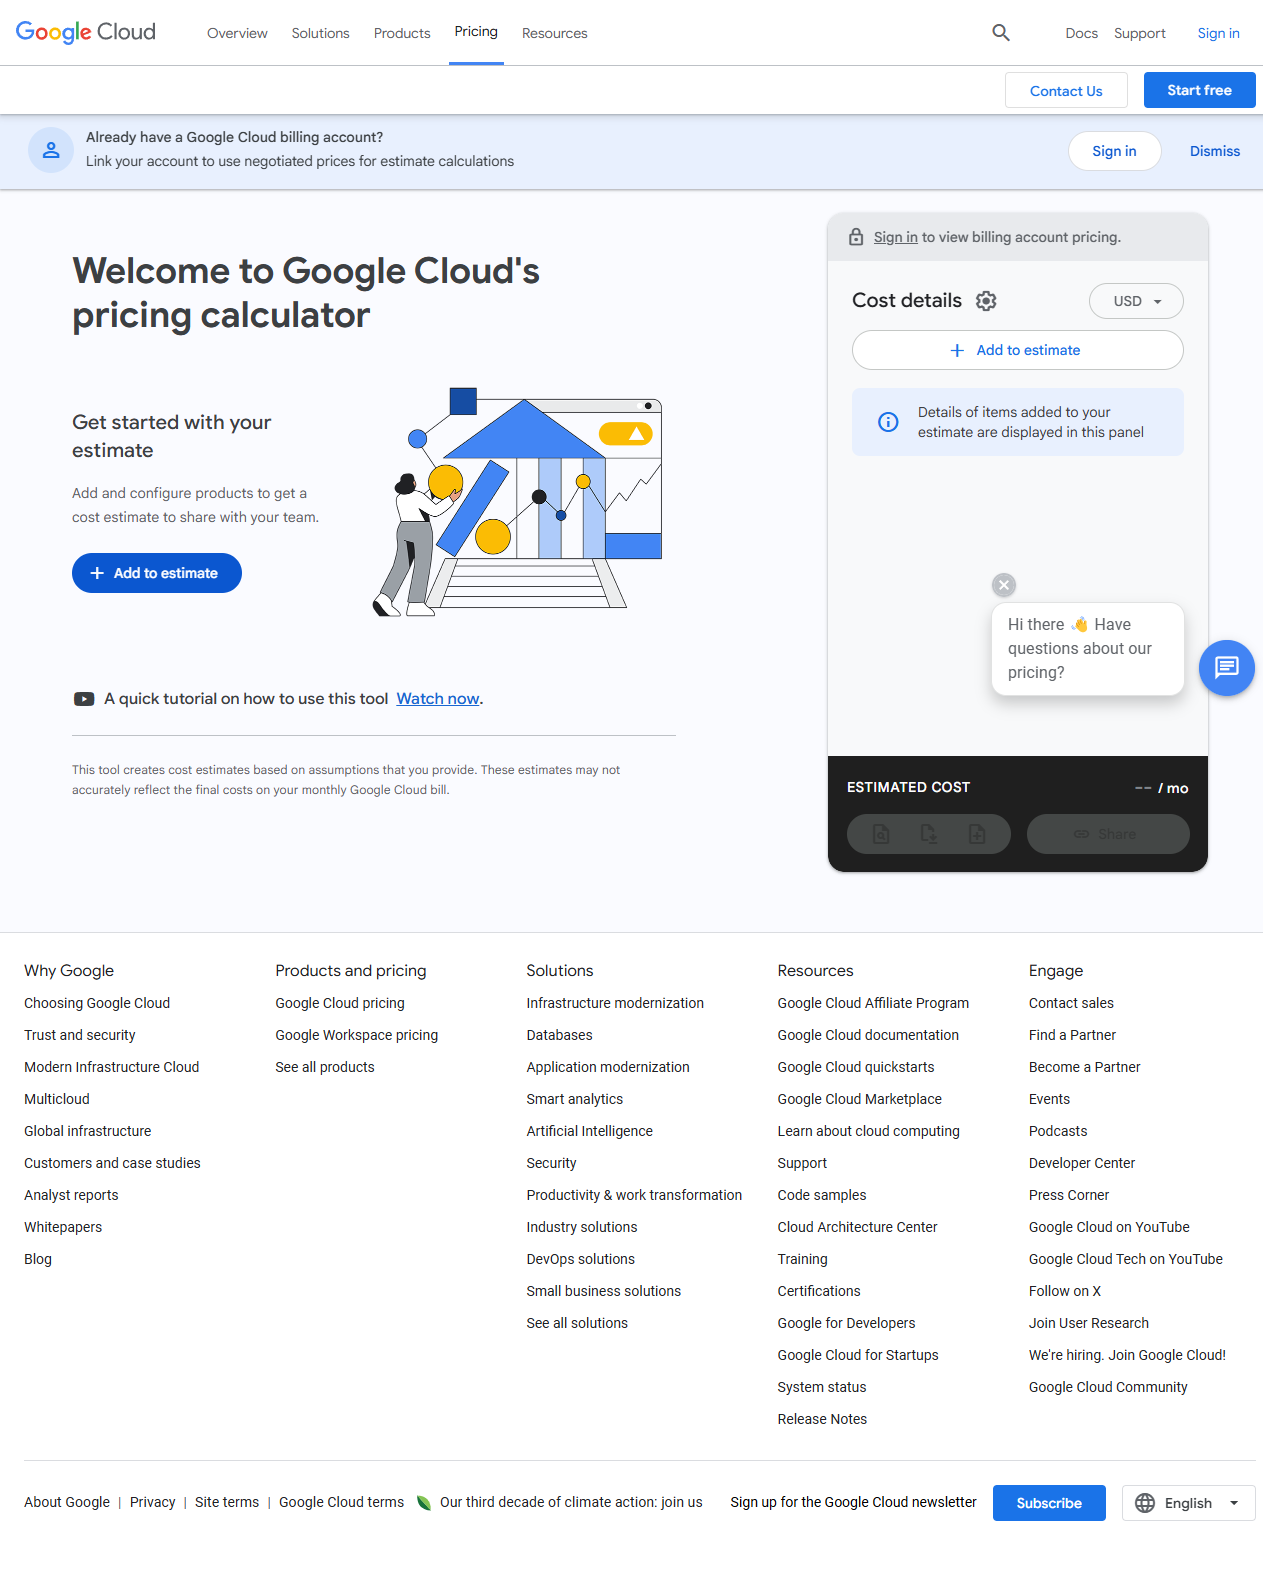 Google Cloud
Overview
Solutions
Products
Pricing
Resources
Docs
Support
Sign in
Contact Us
Start free
Already have a Google Cloud billing account?
Link your account to use negotiated prices for estimate calculations
Sign in
Dismiss
Welcome to Google Cloud's
pricing calculator
Get started with your
estimate
Add and configure products to get a
cost estimate to share with your team.
Add to estimate
A quick tutorial on how to use this tool Watch now.
This tool creates cost estimates based on assumptions that you provide. These estimates may not
accurately reflect the final costs on your monthly Google Cloud bill.
Sign in to view billing account pricing.
Cost details
USD
Add to estimate
Details of items added to your
estimate are displayed in this panel
Hi there 👋 Have
questions about our
pricing?
ESTIMATED COST
-- / mo
Share
Why Google
Choosing Google Cloud
Trust and security
Modern Infrastructure Cloud
Multicloud
Global infrastructure
Customers and case studies
Analyst reports
Whitepapers
Blog
Products and pricing
Google Cloud pricing
Google Workspace pricing
See all products
Solutions
Infrastructure modernization
Databases
Application modernization
Smart analytics
Artificial Intelligence
Security
Productivity & work transformation
Industry solutions
DevOps solutions
Small business solutions
See all solutions
Resources
Google Cloud Affiliate Program
Google Cloud documentation
Google Cloud quickstarts
Google Cloud Marketplace
Learn about cloud computing
Support
Code samples
Cloud Architecture Center
Training
Certifications
Google for Developers
Google Cloud for Startups
System status
Release Notes
Engage
Contact sales
Find a Partner
Become a Partner
Events
Podcasts
Developer Center
Press Corner
Google Cloud on YouTube
Google Cloud Tech on YouTube
Follow on X
Join User Research
We're hiring. Join Google Cloud!
Google Cloud Community
About Google | Privacy | Site terms | Google Cloud terms
Our third decade of climate action: join us
Sign up for the Google Cloud newsletter
Subscribe
English